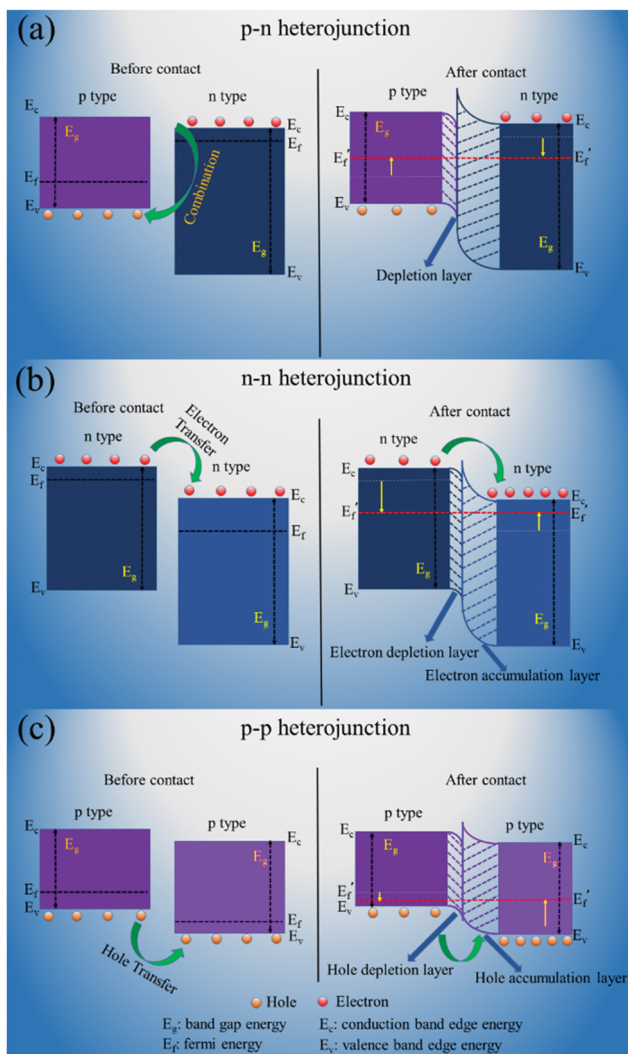 (a)
p-n heterojunction
Before contact
After contact
p type
n type
p type
n type
Ec
Eg
Ef
Ev
Ec
Ef
Combination
Eg
Ev
Ec
Eg
Ef'
Ev
Ec
Ef'
Eg
Ev
Depletion layer
(b)
n-n heterojunction
Before contact
Electron
Transfer
After contact
n type
n type
n type
n type
Ec
Ef
Eg
Ev
Ec
Ef
Eg
Ev
Ec
Ef'
Eg
Ev
Ec
Ef'
Eg
Ev
Electron depletion layer
Electron accumulation layer
(c)
p-p heterojunction
Before contact
After contact
p type
p type
p type
p type
Ec
Eg
Ef
Ev
Ec
Eg
Ef
Ev
Hole Transfer
Ec
Eg
Ef'
Ev
Ec
Eg
Ef'
Ev
Hole depletion layer
Hole accumulation layer
Hole
Electron
Eg: band gap energy
Ec: conduction band edge energy
Ef: fermi energy
Ev: valence band edge energy